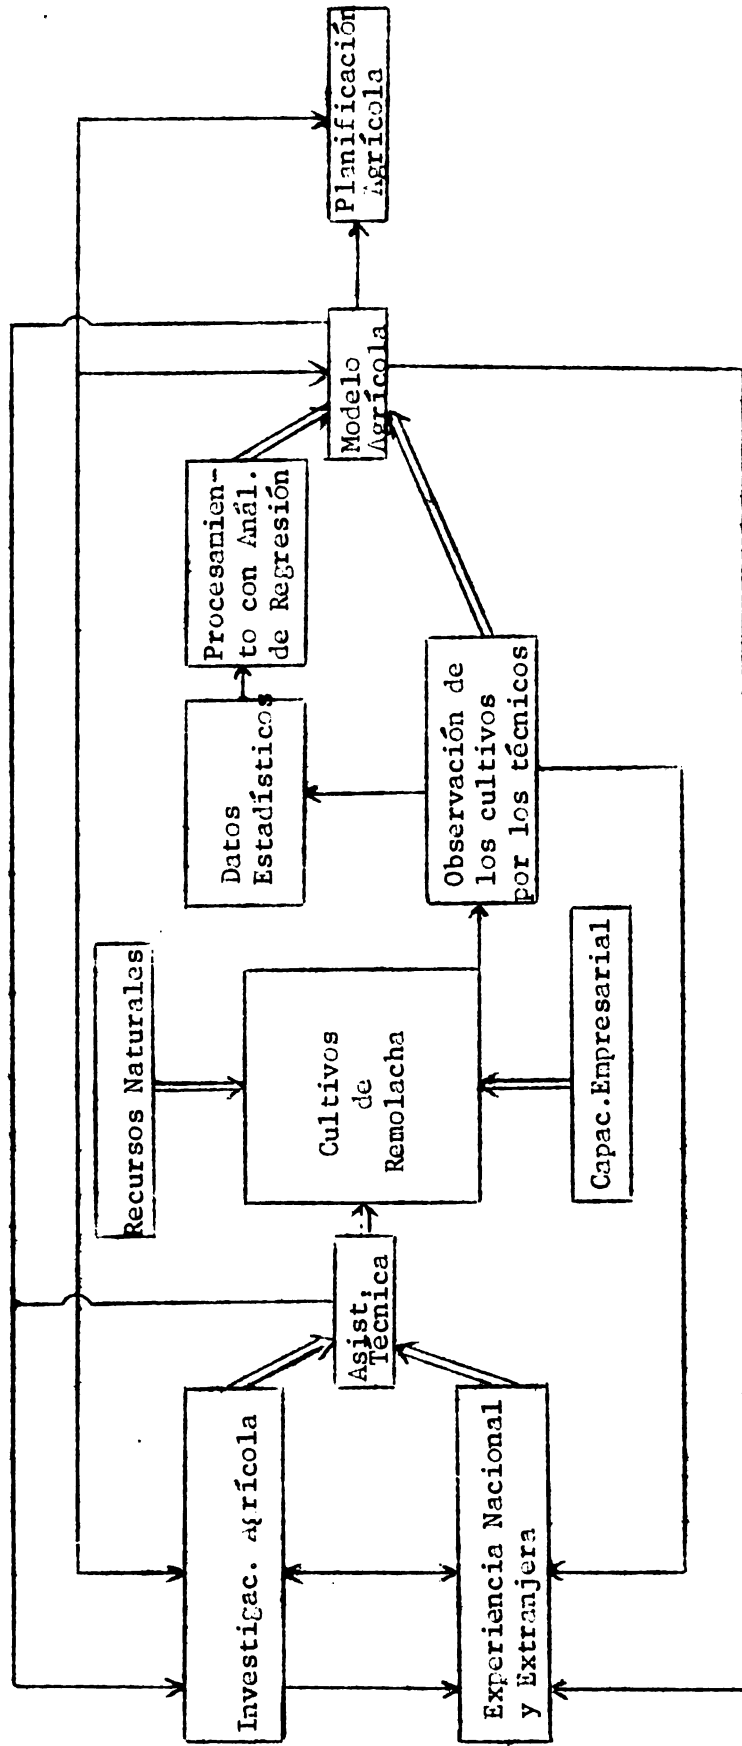 Investigac. Agrícola
Experiencia Nacional
y Extranjera
Asist.
Técnica
Recursos Naturales
Cultivos
de
Remolacha
Capac.Empresarial
Datos
Estadísticos
Observación de
los cultivos
por los técnicos
Procesamien-
to con Anál.
de Regresión
Modelo
Agrícola
Planificación
Agrícola